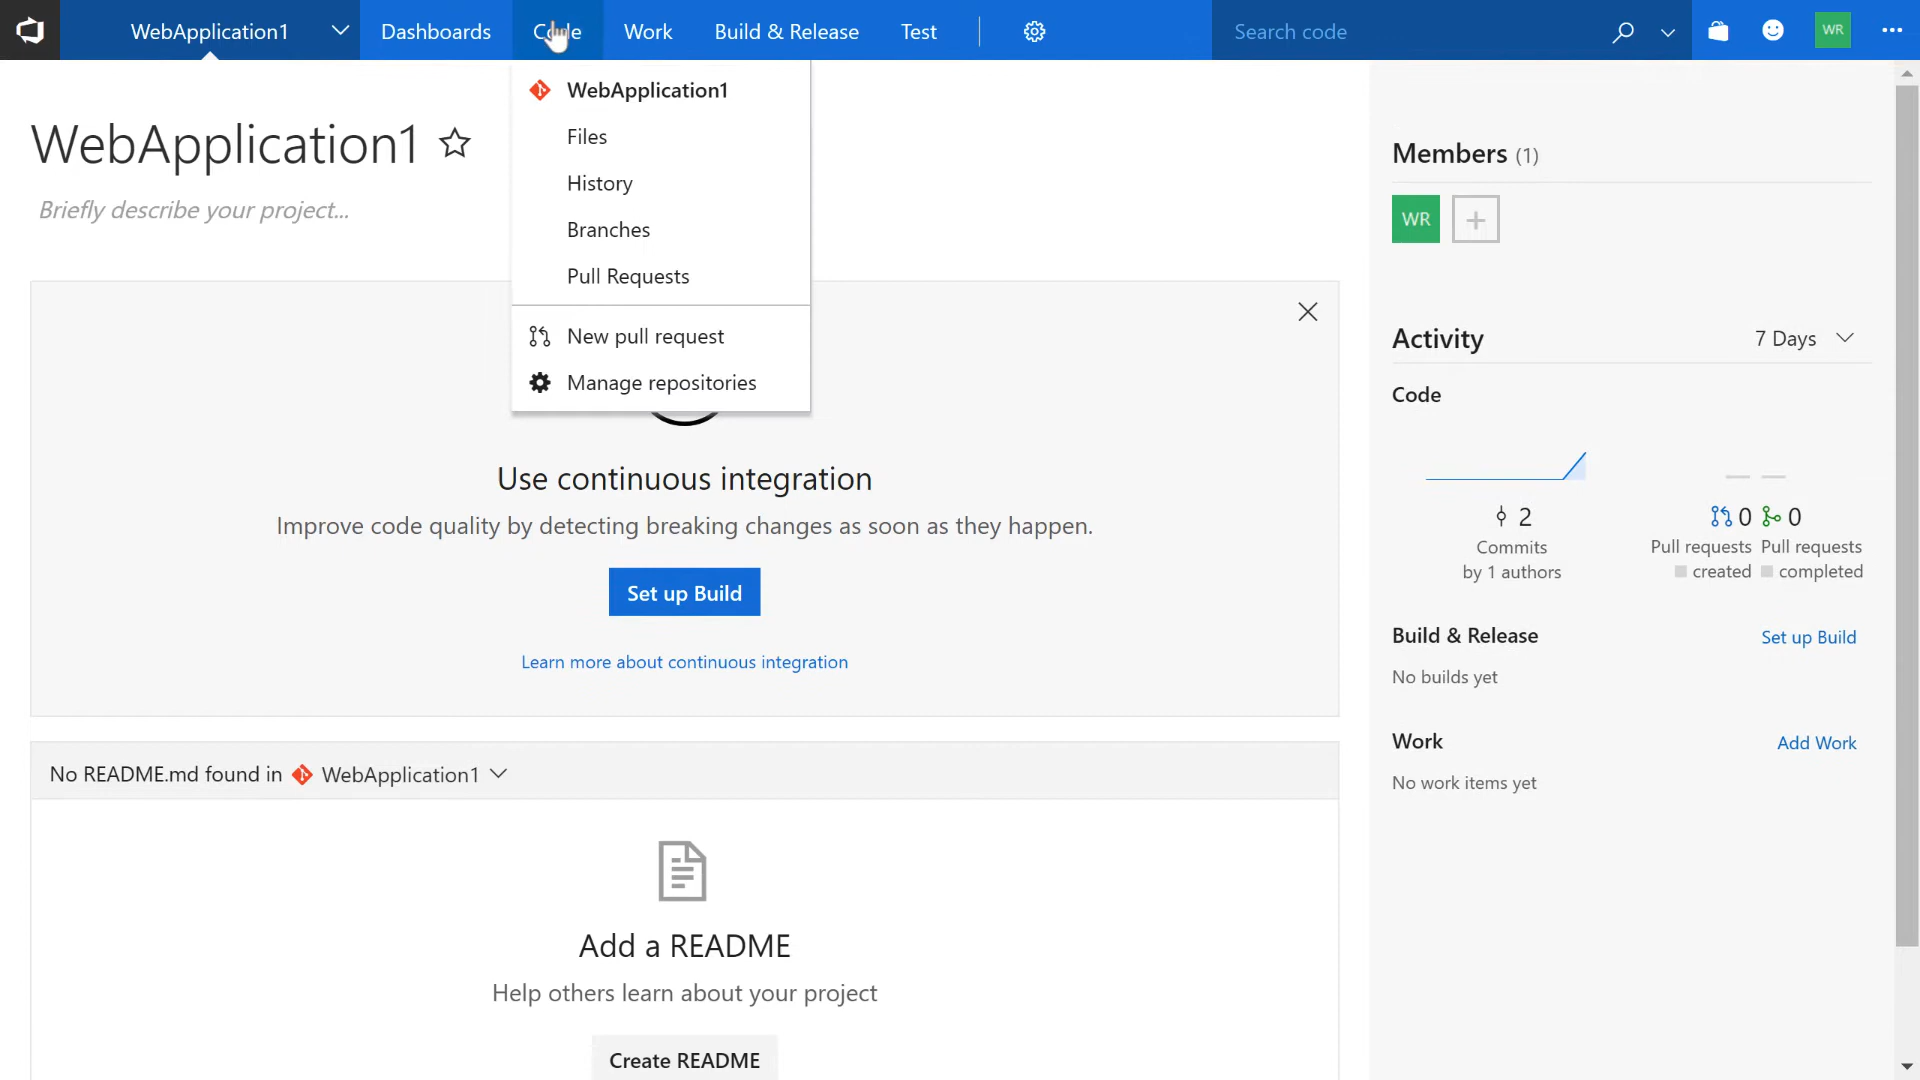 WebApplication1
Dashboards
Code
Work
Build & Release
Test
Search code
WR
WebApplication1
Files
History
Branches
Pull Requests
New pull request
Manage repositories
WebApplication1
Briefly describe your project...
Use continuous integration
Improve code quality by detecting breaking changes as soon as they happen.
Set up Build
Learn more about continuous integration
No README.md found in WebApplication1
Add a README
Help others learn about your project
Create README
Members (1)
WR
Activity
7 Days
Code
2
Commits
by 1 authors
0
Pull requests
created
0
Pull requests
completed
Build & Release
Set up Build
No builds yet
Work
Add Work
No work items yet